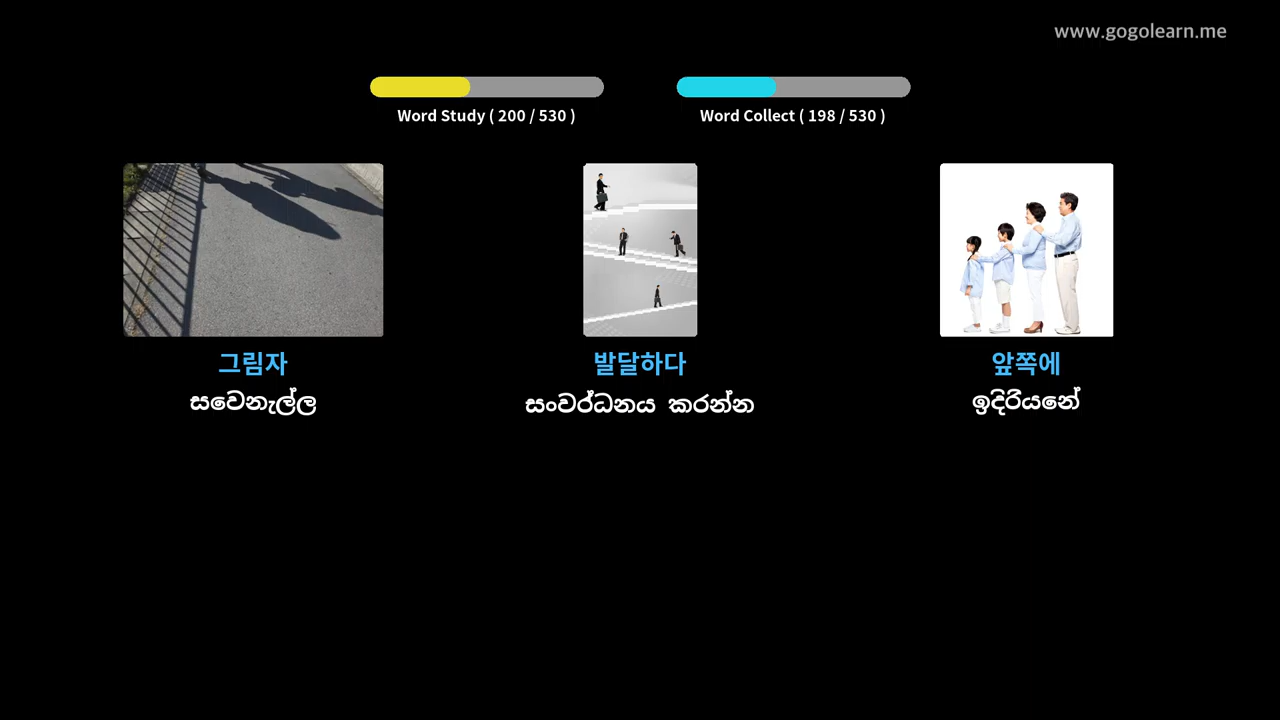 www.gogolearn.me
Word Study ( 200 / 530 )
Word Collect ( 198 / 530 )
그림자
발달하다
앞쪽에
සවෙනැල්ල
සංවර්ධනය කරන්න
ඉදිරියනේ